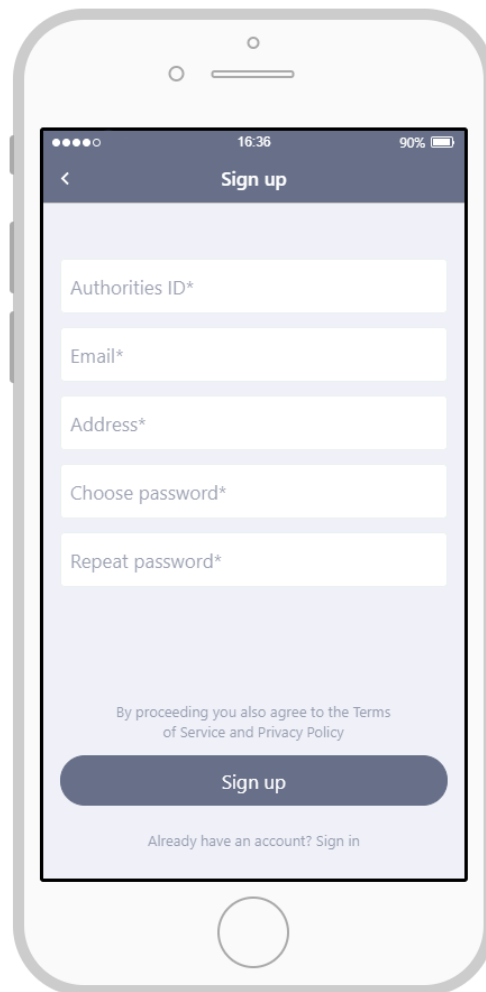 16:36
90%
Sign up
Authorities ID*
Email*
Address*
Choose password*
Repeat password*
By proceeding you also agree to the Terms
of Service and Privacy Policy
Sign up
Already have an account? Sign in